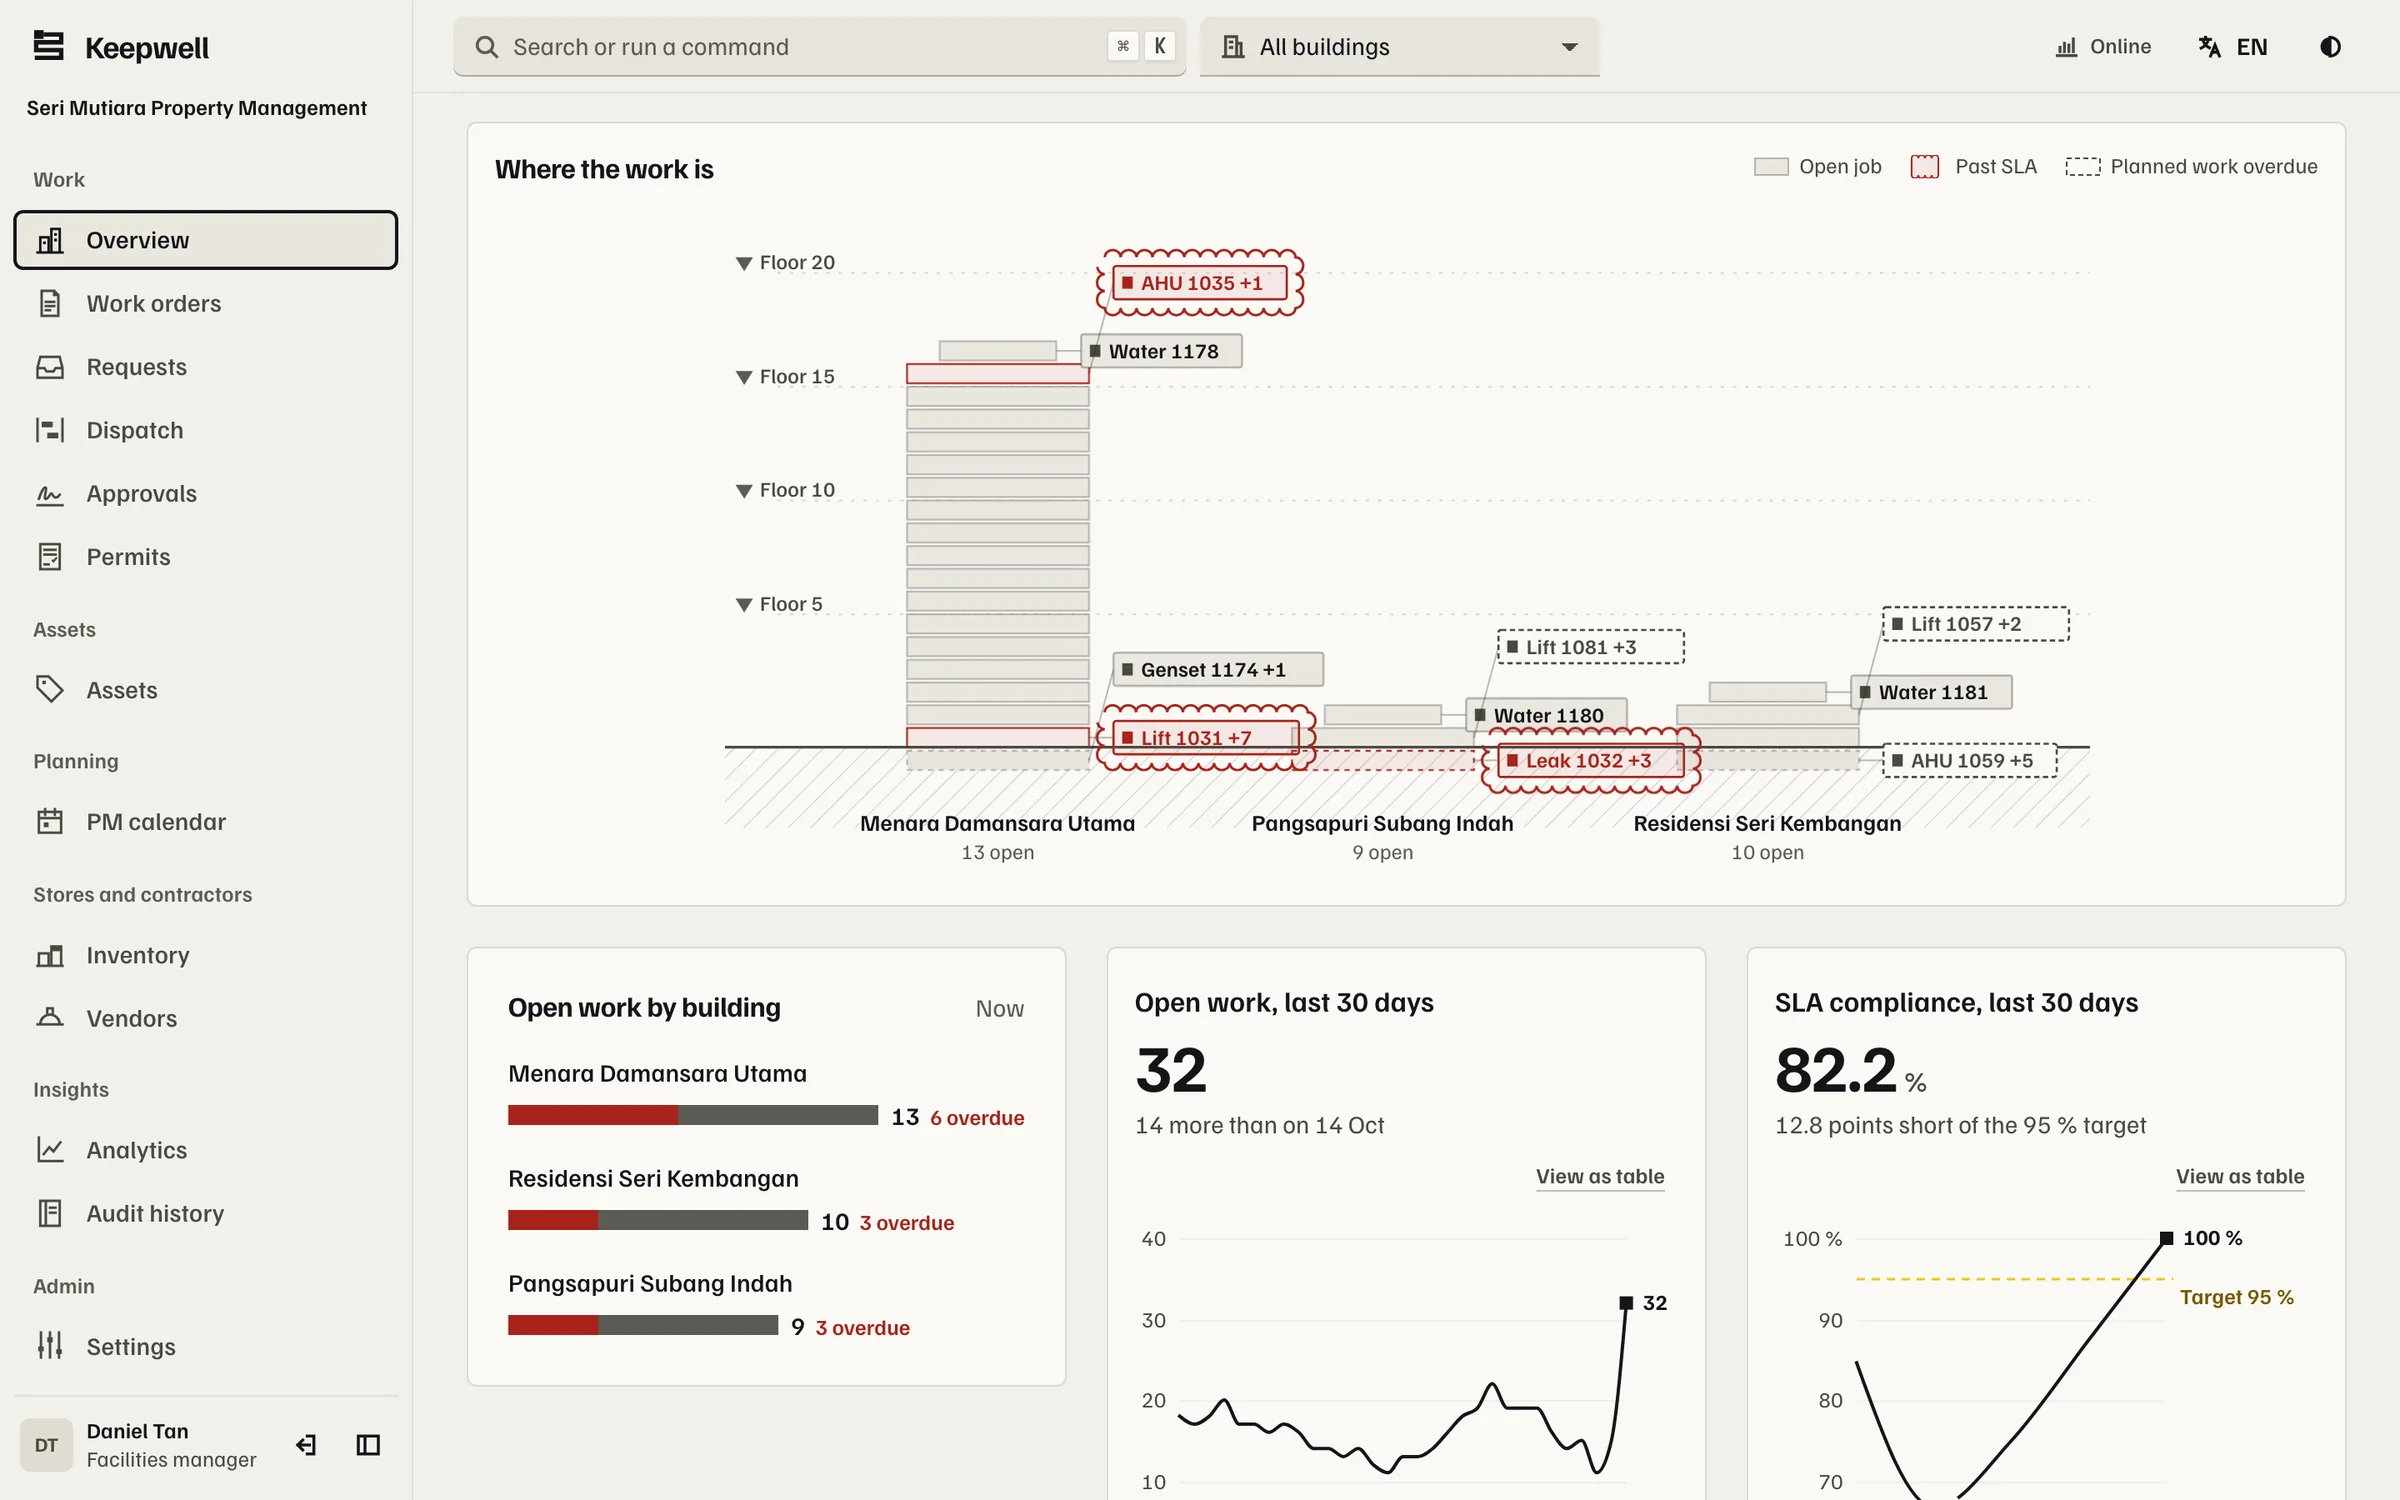 Keepwell
Seri Mutiara Property Management
Work
Overview
Work orders
Requests
Dispatch
Approvals
Permits
Assets
Assets
Planning
PM calendar
Stores and contractors
Inventory
Vendors
Insights
Analytics
Audit history
Admin
Settings
DT
Daniel Tan
Facilities manager
Search or run a command
⌘ K
All buildings
Online
EN
Where the work is
Open job
Past SLA
Planned work overdue
Floor 20
AHU 1035 +1
Water 1178
Floor 15
Floor 10
Floor 5
Lift 1057 +2
Lift 1081 +3
Genset 1174 +1
Water 1181
Water 1180
Lift 1031 +7
Leak 1032 +3
AHU 1059 +5
Menara Damansara Utama
13 open
Pangsapuri Subang Indah
9 open
Residensi Seri Kembangan
10 open
Open work by building
Now
Menara Damansara Utama
13 6 overdue
Residensi Seri Kembangan
10 3 overdue
Pangsapuri Subang Indah
9 3 overdue
Open work, last 30 days
32
14 more than on 14 Oct
View as table
40
30
20
10
32
SLA compliance, last 30 days
82.2 %
12.8 points short of the 95 % target
View as table
100 %
90
80
70
100 %
Target 95 %